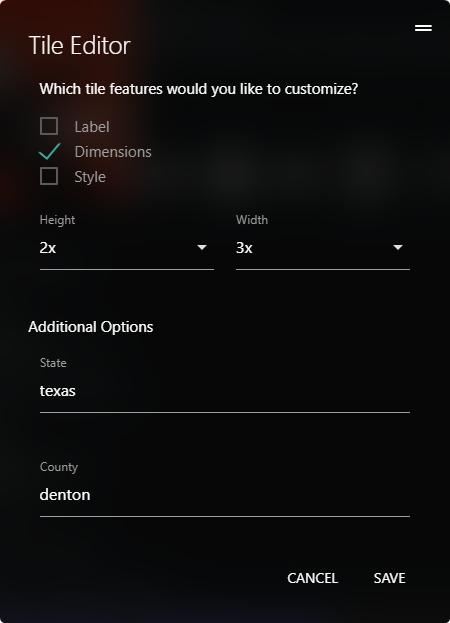 Tile Editor
Which tile features would you like to customize?
Label
Dimensions
Style
Height Width
2x 3x
Additional Options
State
texas
County
denton
CANCEL SAVE